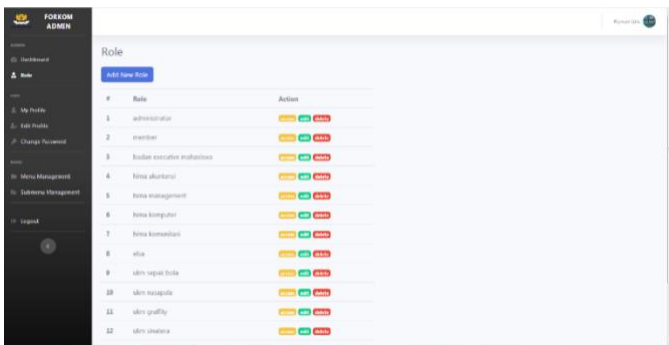 FORKOM
ADMIN
Dashboard
Role
My Profile
Edit Profile
Change Password
Menu Management
Submenu Management
Logout
Role
Add New Role
# Role Action
1 administrator access edit delete
2 member access edit delete
3 badan executive mahasiswa access edit delete
4 hima akuntansi access edit delete
5 hima management access edit delete
6 hima komputer access edit delete
7 hima komunikasi access edit delete
8 elsa access edit delete
9 ukm sepak bola access edit delete
10 ukm access edit delete
11 ukm graffity access edit delete
12 ukm access edit delete